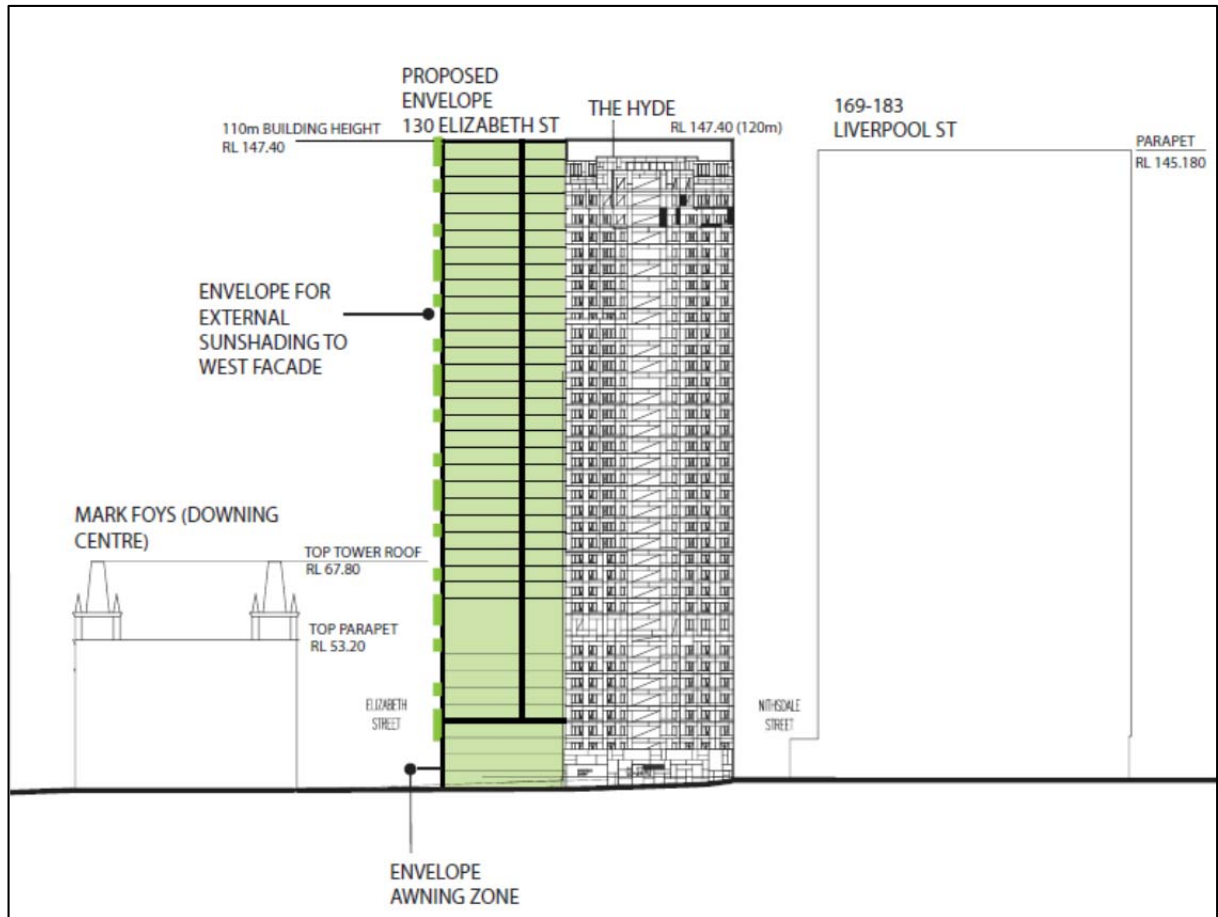 PROPOSED
ENVELOPE
130 ELIZABETH ST
110m BUILDING HEIGHT
RL 147.40
THE HYDE
RL 147.40 (120m)
169-183
LIVERPOOL ST
PARAPET
RL 145.180
ENVELOPE FOR
EXTERNAL
SUNSHADING TO
WEST FACADE
MARK FOYS (DOWNING
CENTRE)
TOP TOWER ROOF
RL 67.80
TOP PARAPET
RL 53.20
ELIZABETH
STREET
NITHSDALE
STREET
ENVELOPE
AWNING ZONE